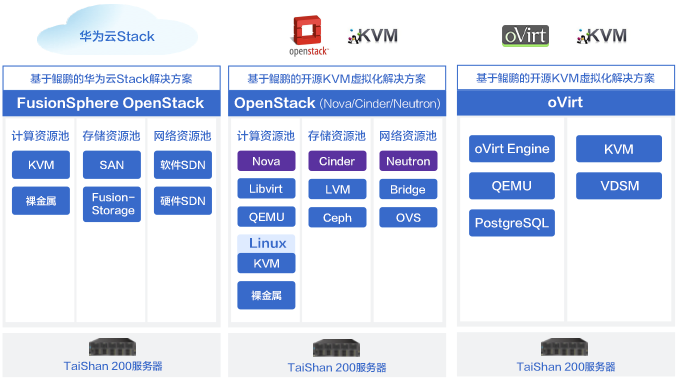 华为云Stack
基于鲲鹏的华为云Stack解决方案
FusionSphere OpenStack
计算资源池 存储资源池 网络资源池
KVM SAN 软件SDN
裸金属 Fusion-
Storage 硬件SDN
TaiShan 200服务器
openstack KVM
基于鲲鹏的开源KVM虚拟化解决方案
OpenStack (Nova/Cinder/Neutron)
计算资源池 存储资源池 网络资源池
Nova Cinder Neutron
Libvirt LVM Bridge
QEMU Ceph OVS
Linux
KVM
裸金属
TaiShan 200服务器
oVirt KVM
基于鲲鹏的开源KVM虚拟化解决方案
oVirt
oVirt Engine KVM
QEMU VDSM
PostgreSQL
TaiShan 200服务器